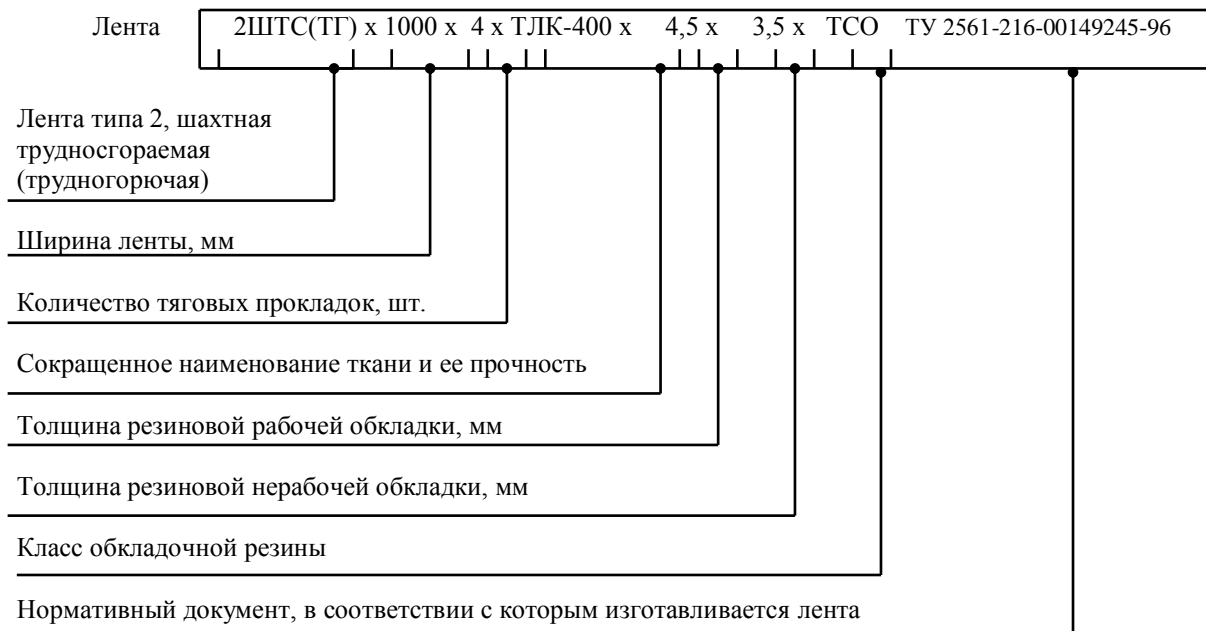 Лента 2ШТС(ТГ) х 1000 х 4 х ТЛК-400 х 4,5 х 3,5 х ТСО ТУ 2561-216-00149245-96
Лента типа 2, шахтная
трудносгораемая
(трудногорючая)
Ширина ленты, мм
Количество тяговых прокладок, шт.
Сокращенное наименование ткани и ее прочность
Толщина резиновой рабочей обкладки, мм
Толщина резиновой нерабочей обкладки, мм
Класс обкладочной резины
Нормативный документ, в соответствии с которым изготавливается лента